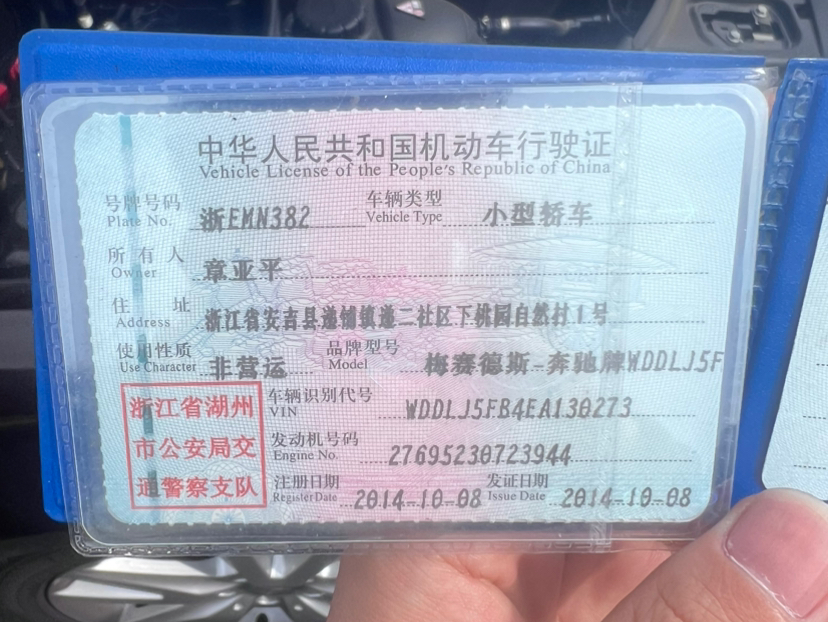 中华人民共和国机动车行驶证
Vehicle License of the People's Republic of China
号牌号码 浙EMN382 车辆类型 小型轿车
Plate No. Vehicle Type
所有人 章亚平
Owner
住址 浙江省安吉县递铺镇递二社区下桃园自然村1号
Address
使用性质 非营运 品牌型号 梅赛德斯-奔驰牌WDDLJ5F
Use Character Model
浙江省湖州
市公安局交
通警察支队
车辆识别代号 WDDLJ5FB4EA130273
VIN
发动机号码 27695230723944
Engine No.
注册日期 2014-10-08 发证日期 2014-10-08
Register Date Issue Date